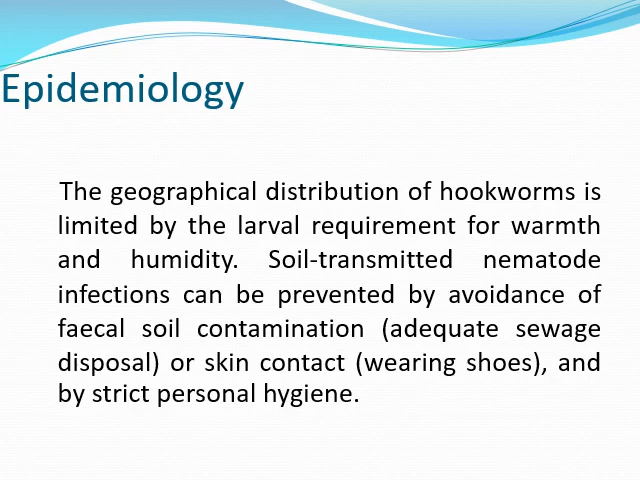 Epidemiology
The geographical distribution of hookworms is
limited by the larval requirement for warmth
and humidity. Soil-transmitted nematode
infections can be prevented by avoidance of
faecal soil contamination (adequate sewage
disposal) or skin contact (wearing shoes), and
by strict personal hygiene.